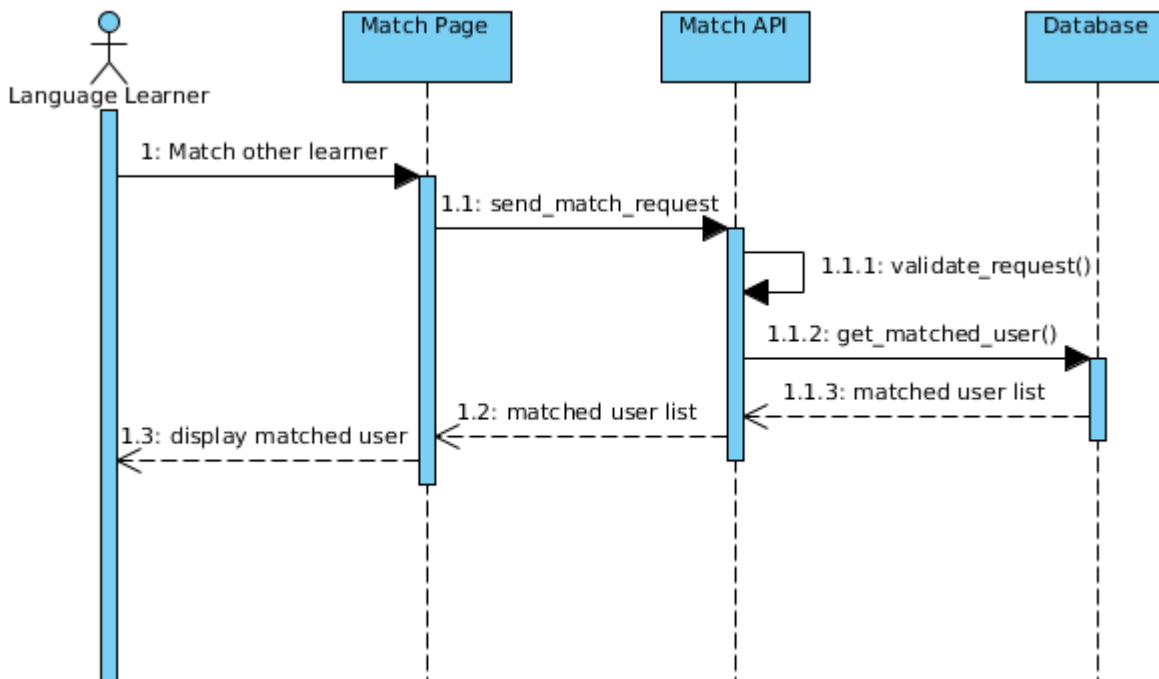 Match Page
Match API
Database
Language Learner
1: Match other learner
1.1: send_match_request
1.1.1: validate_request()
1.1.2: get_matched_user()
1.1.3: matched user list
1.2: matched user list
1.3: display matched user